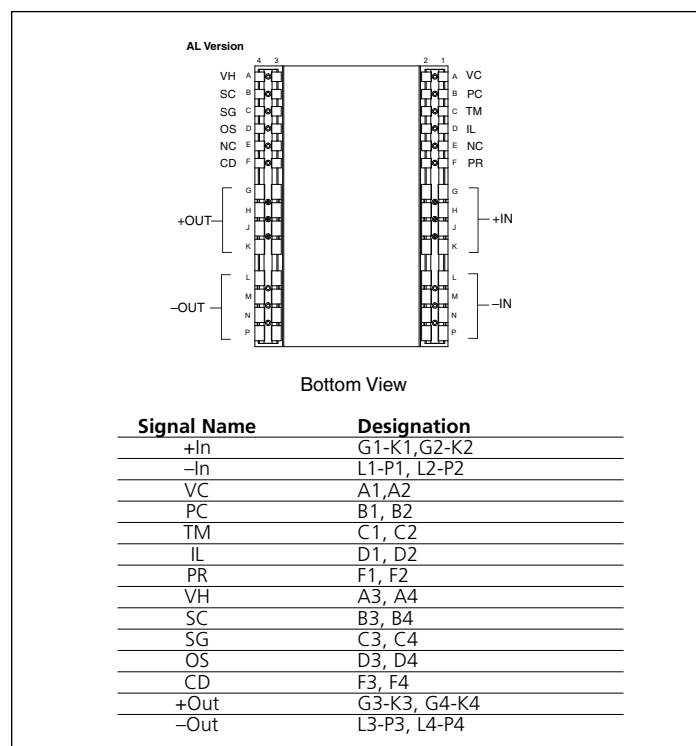 AL Version
4 3 2 1
VH A A VC
SC B B PC
SG C C TM
OS D D IL
NC E E NC
CD F F PR
G G
H H
+OUT +IN
J J
K K
L L
M M
–OUT –IN
N N
P P
Bottom View
Signal Name Designation
+In G1-K1,G2-K2
–In L1-P1, L2-P2
VC A1,A2
PC B1, B2
TM C1, C2
IL D1, D2
PR F1, F2
VH A3, A4
SC B3, B4
SG C3, C4
OS D3, D4
CD F3, F4
+Out G3-K3, G4-K4
–Out L3-P3, L4-P4